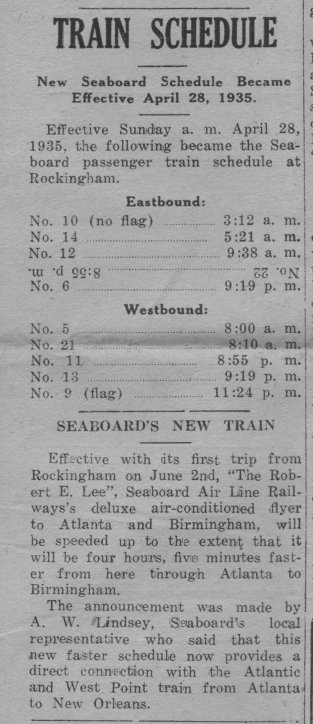 TRAIN SCHEDULE
New Seaboard Schedule Became
Effective April 28, 1935.
Effective Sunday a. m. April 28,
1935, the following became the Sea-
board passenger train schedule at
Rockingham.
Eastbound:
No. 10 (no flag) ............ 3:12 a. m.
No. 14 ............ 5:21 a. m.
No. 12 ............ 9:38 a. m.
No. 22 ............ 8:55 p. m.
No. 6 ............ 9:19 p. m.
Westbound:
No. 5 ............ 8:00 a. m.
No. 21 ............ 8:10 a. m.
No. 11 ............ 8:55 p. m.
No. 13 ............ 9:19 p. m.
No. 9 (flag) ............ 11:24 p. m.
SEABOARD'S NEW TRAIN
Effective with its first trip from
Rockingham on June 2nd, "The Rob-
ert E. Lee", Seaboard Air Line Rail-
ways's deluxe air-conditioned flyer
to Atlanta and Birmingham, will
be speeded up to the extent that it
will be four hours, five minutes fast-
er from here through Atlanta to
Birmingham.
The announcement was made by
A. W. Lindsey, Seaboard's local
representative who said that this
new faster schedule now provides a
direct connection with the Atlantic
and West Point train from Atlanta
to New Orleans.